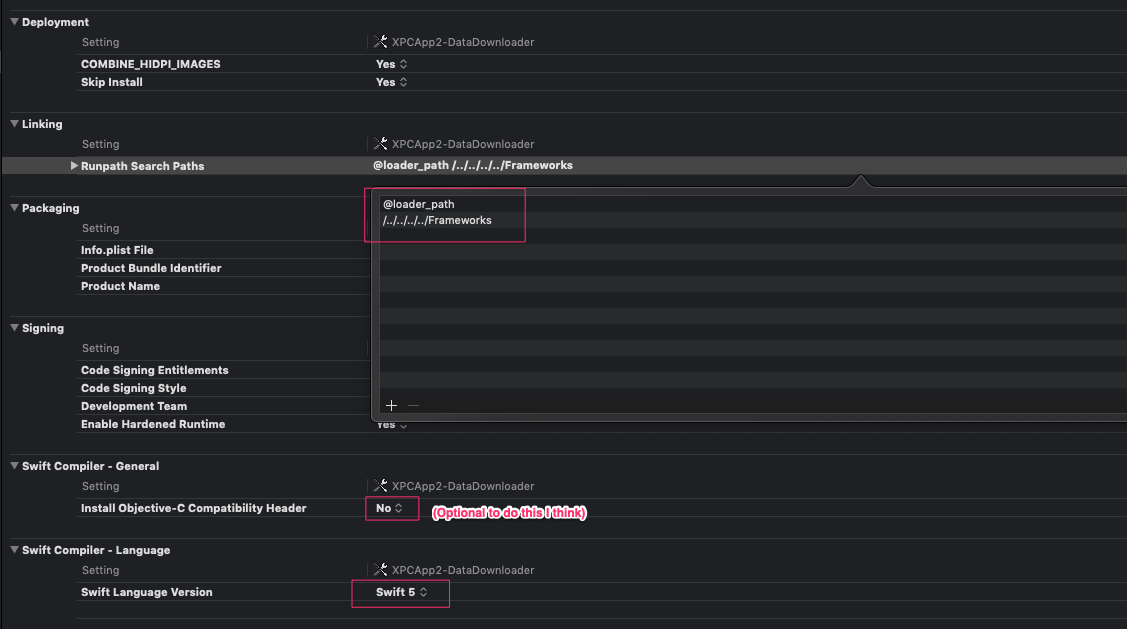 Deployment
Setting XPCApp2-DataDownloader
COMBINE_HIDPI_IMAGES Yes
Skip Install Yes
Linking
Setting XPCApp2-DataDownloader
Runpath Search Paths @loader_path /../../../../Frameworks
@loader_path
/../../../../Frameworks
Packaging
Setting
Info.plist File
Product Bundle Identifier
Product Name
Signing
Setting
Code Signing Entitlements
Code Signing Style
Development Team
Enable Hardened Runtime Yes
Swift Compiler - General
Setting XPCApp2-DataDownloader
Install Objective-C Compatibility Header No (Optional to do this I think)
Swift Compiler - Language
Setting XPCApp2-DataDownloader
Swift Language Version Swift 5